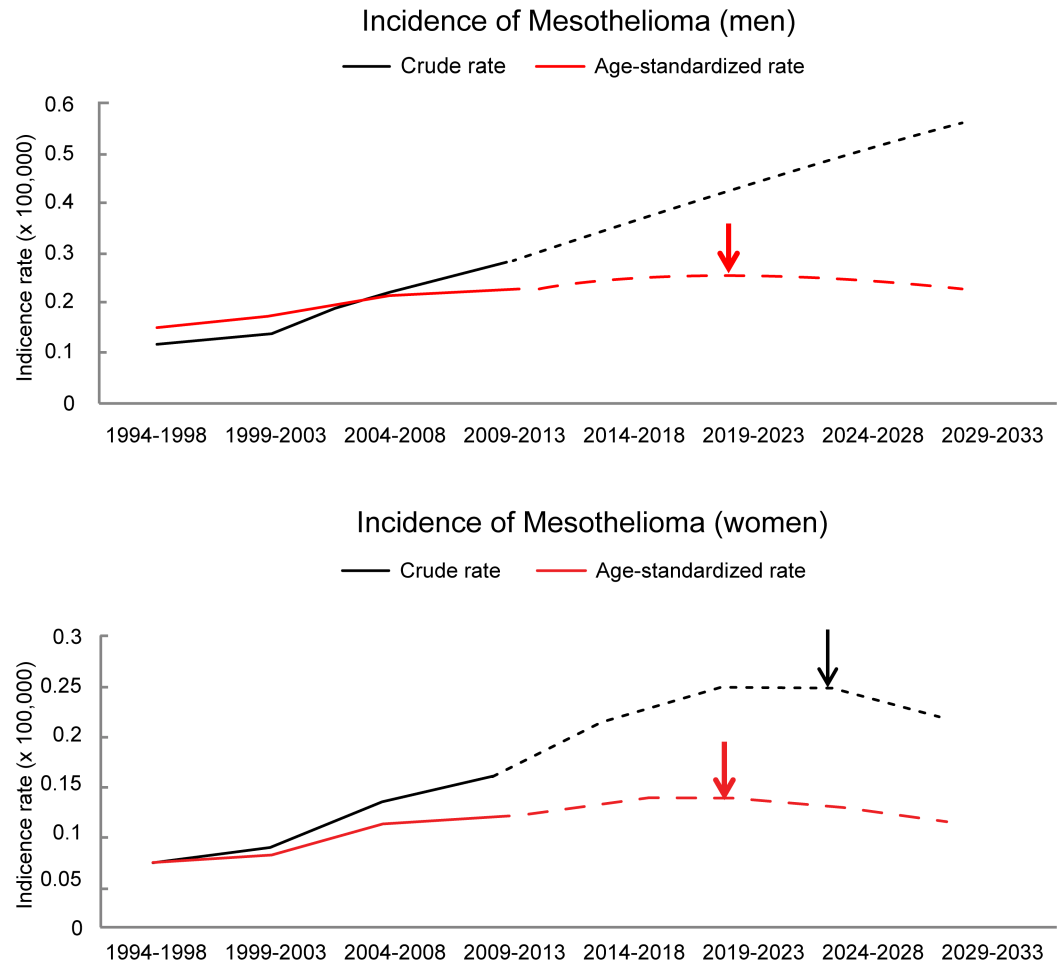 Incidence of Mesothelioma (men)
Crude rate Age-standardized rate
Indicence rate (x 100,000)
0.6
0.5
0.4
0.3
0.2
0.1
0
1994-1998 1999-2003 2004-2008 2009-2013 2014-2018 2019-2023 2024-2028 2029-2033
Incidence of Mesothelioma (women)
Crude rate Age-standardized rate
Indicence rate (x 100,000)
0.3
0.25
0.2
0.15
0.1
0.05
0
1994-1998 1999-2003 2004-2008 2009-2013 2014-2018 2019-2023 2024-2028 2029-2033